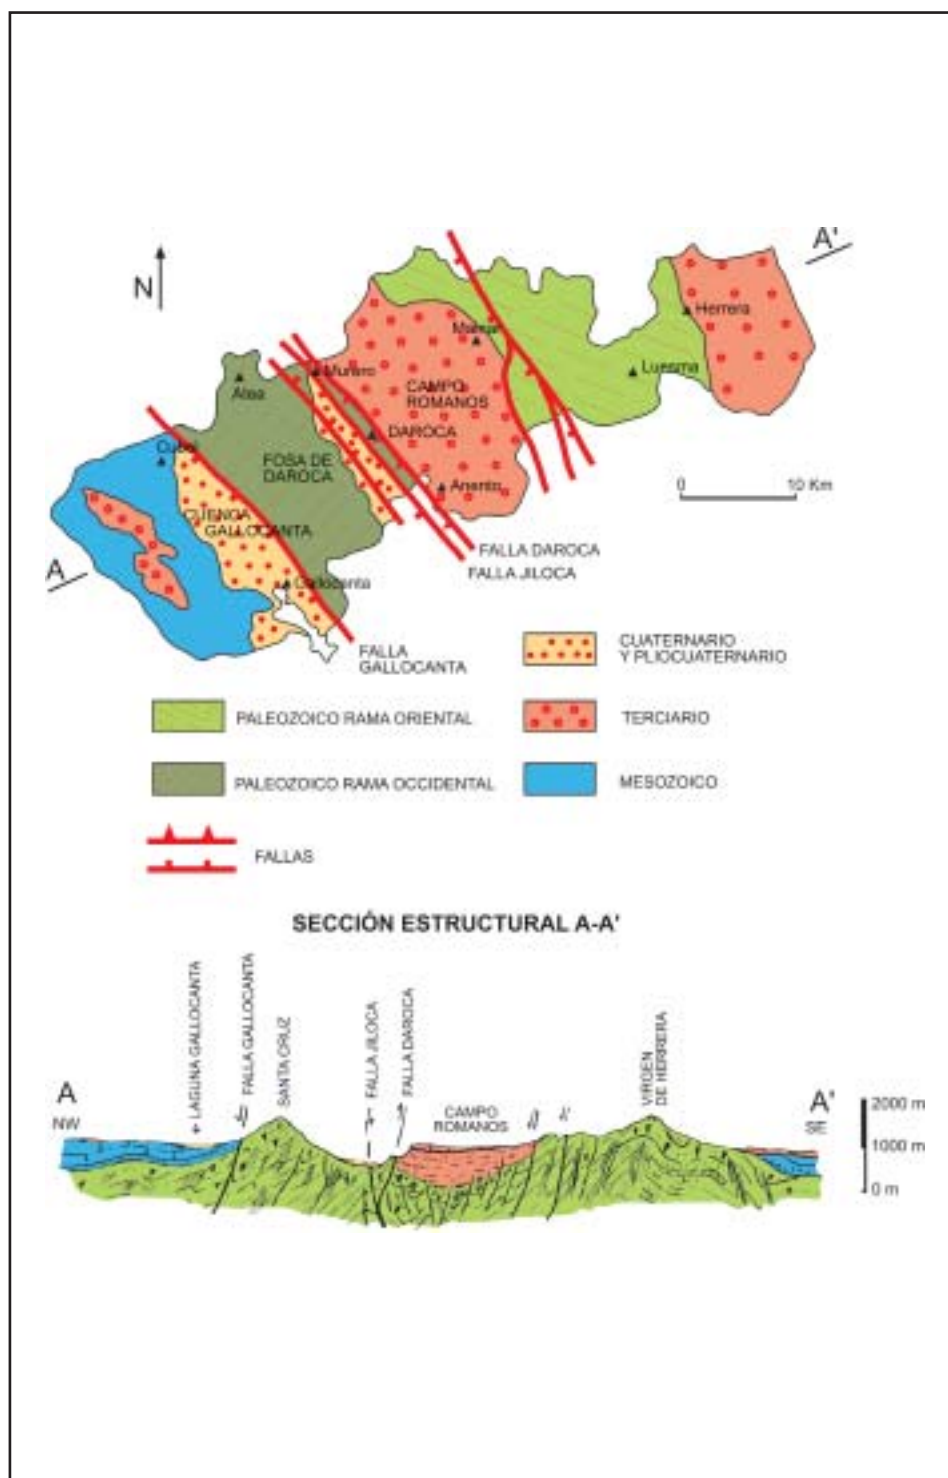 A'
N
Herrera
Mainar
Luesma
Murero
Atea
CAMPO
ROMANOS
DAROCA
Cubel
FOSA DE
DAROCA
Anento
0 10 Km
CUENCA
GALLOCANTA
FALLA DAROCA
FALLA JILOCA
A
Gallocanta
FALLA
GALLOCANTA
CUATERNARIO
Y PLIOCUATERNARIO
PALEOZOICO RAMA ORIENTAL
TERCIARIO
PALEOZOICO RAMA OCCIDENTAL
MESOZOICO
FALLAS
SECCIÓN ESTRUCTURAL A-A'
LAGUNA GALLOCANTA
FALLA GALLOCANTA
SANTA CRUZ
FALLA JILOCA
FALLA DAROCA
VIRGEN
DE HERRERA
A
NW
CAMPO
ROMANOS
A'
2000 m
1000 m
0 m